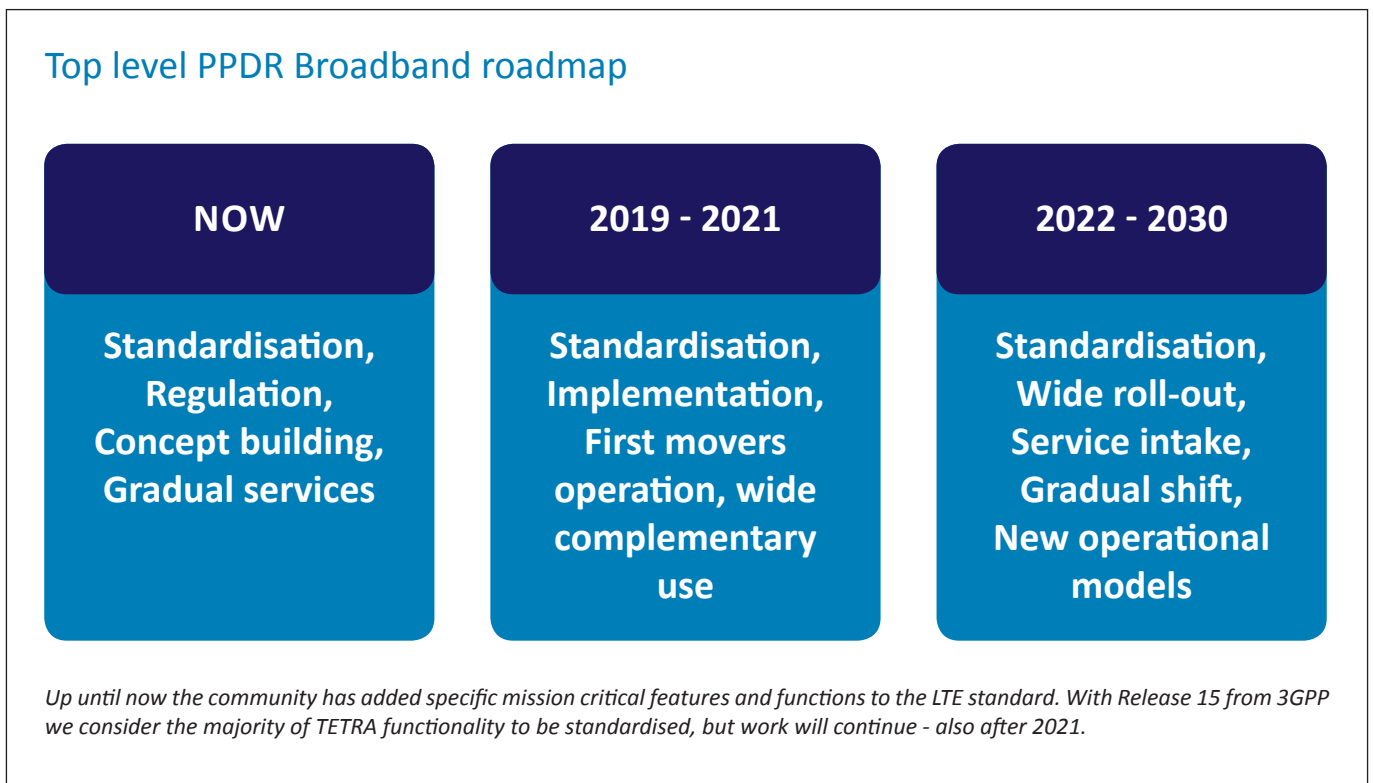 Top level PPDR Broadband roadmap
NOW
Standardisation,
Regulation,
Concept building,
Gradual services
2019 - 2021
Standardisation,
Implementation,
First movers
operation, wide
complementary
use
2022 - 2030
Standardisation,
Wide roll-out,
Service intake,
Gradual shift,
New operational
models
Up until now the community has added specific mission critical features and functions to the LTE standard. With Release 15 from 3GPP
we consider the majority of TETRA functionality to be standardised, but work will continue - also after 2021.